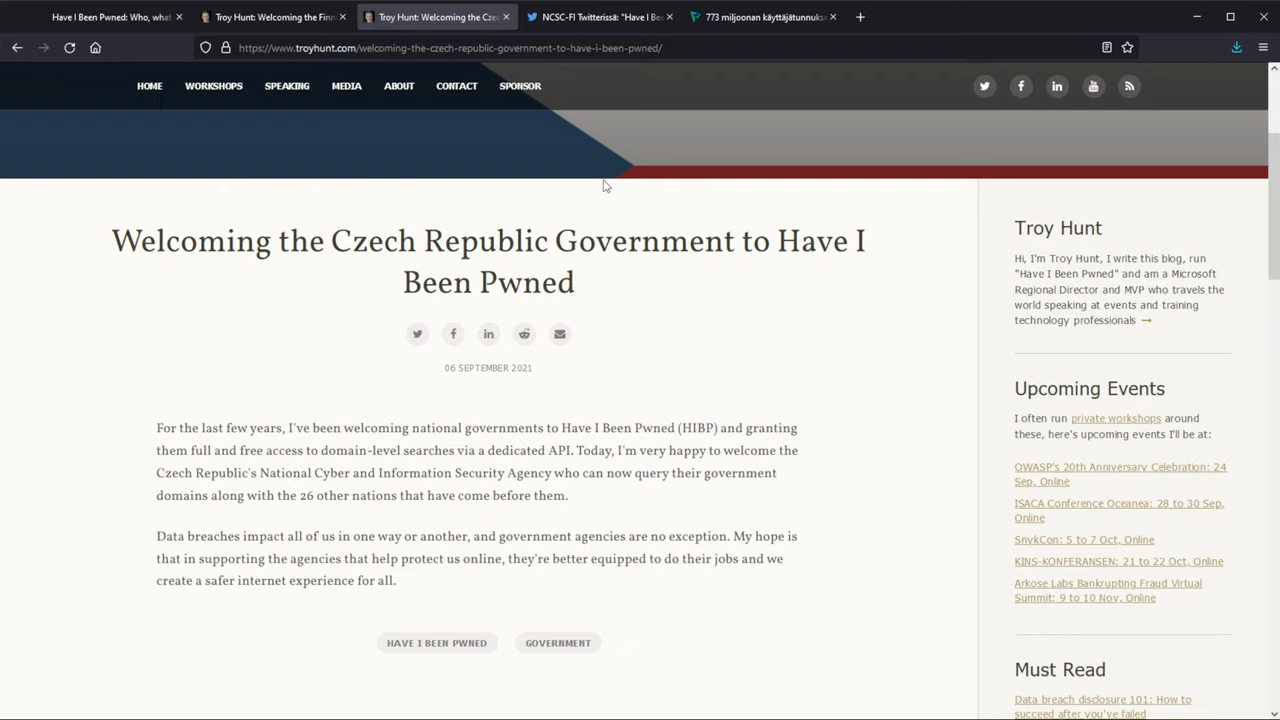 Have I Been Pwned: Who, what
Troy Hunt: Welcoming the Finn
Troy Hunt: Welcoming the Czec
NCSC-FI Twitterissä: "Have I Be
773 miljoonan käyttäjätunnuks
https://www.troyhunt.com/welcoming-the-czech-republic-government-to-have-i-been-pwned/
HOME WORKSHOPS SPEAKING MEDIA ABOUT CONTACT SPONSOR
Welcoming the Czech Republic Government to Have I
Been Pwned
06 SEPTEMBER 2021
For the last few years, I've been welcoming national governments to Have I Been Pwned (HIBP) and granting
them full and free access to domain-level searches via a dedicated API. Today, I'm very happy to welcome the
Czech Republic's National Cyber and Information Security Agency who can now query their government
domains along with the 26 other nations that have come before them.
Data breaches impact all of us in one way or another, and government agencies are no exception. My hope is
that in supporting the agencies that help protect us online, they're better equipped to do their jobs and we
create a safer internet experience for all.
HAVE I BEEN PWNED GOVERNMENT
Troy Hunt
Hi, I'm Troy Hunt, I write this blog, run
"Have I Been Pwned" and am a Microsoft
Regional Director and MVP who travels the
world speaking at events and training
technology professionals →
Upcoming Events
I often run private workshops around
these, here's upcoming events I'll be at:
OWASP's 20th Anniversary Celebration: 24
Sep, Online
ISACA Conference Oceanea: 28 to 30 Sep,
Online
SnykCon: 5 to 7 Oct, Online
KINS-KONFERANSEN: 21 to 22 Oct, Online
Arkose Labs Bankrupting Fraud Virtual
Summit: 9 to 10 Nov, Online
Must Read
Data breach disclosure 101: How to
succeed after you've failed